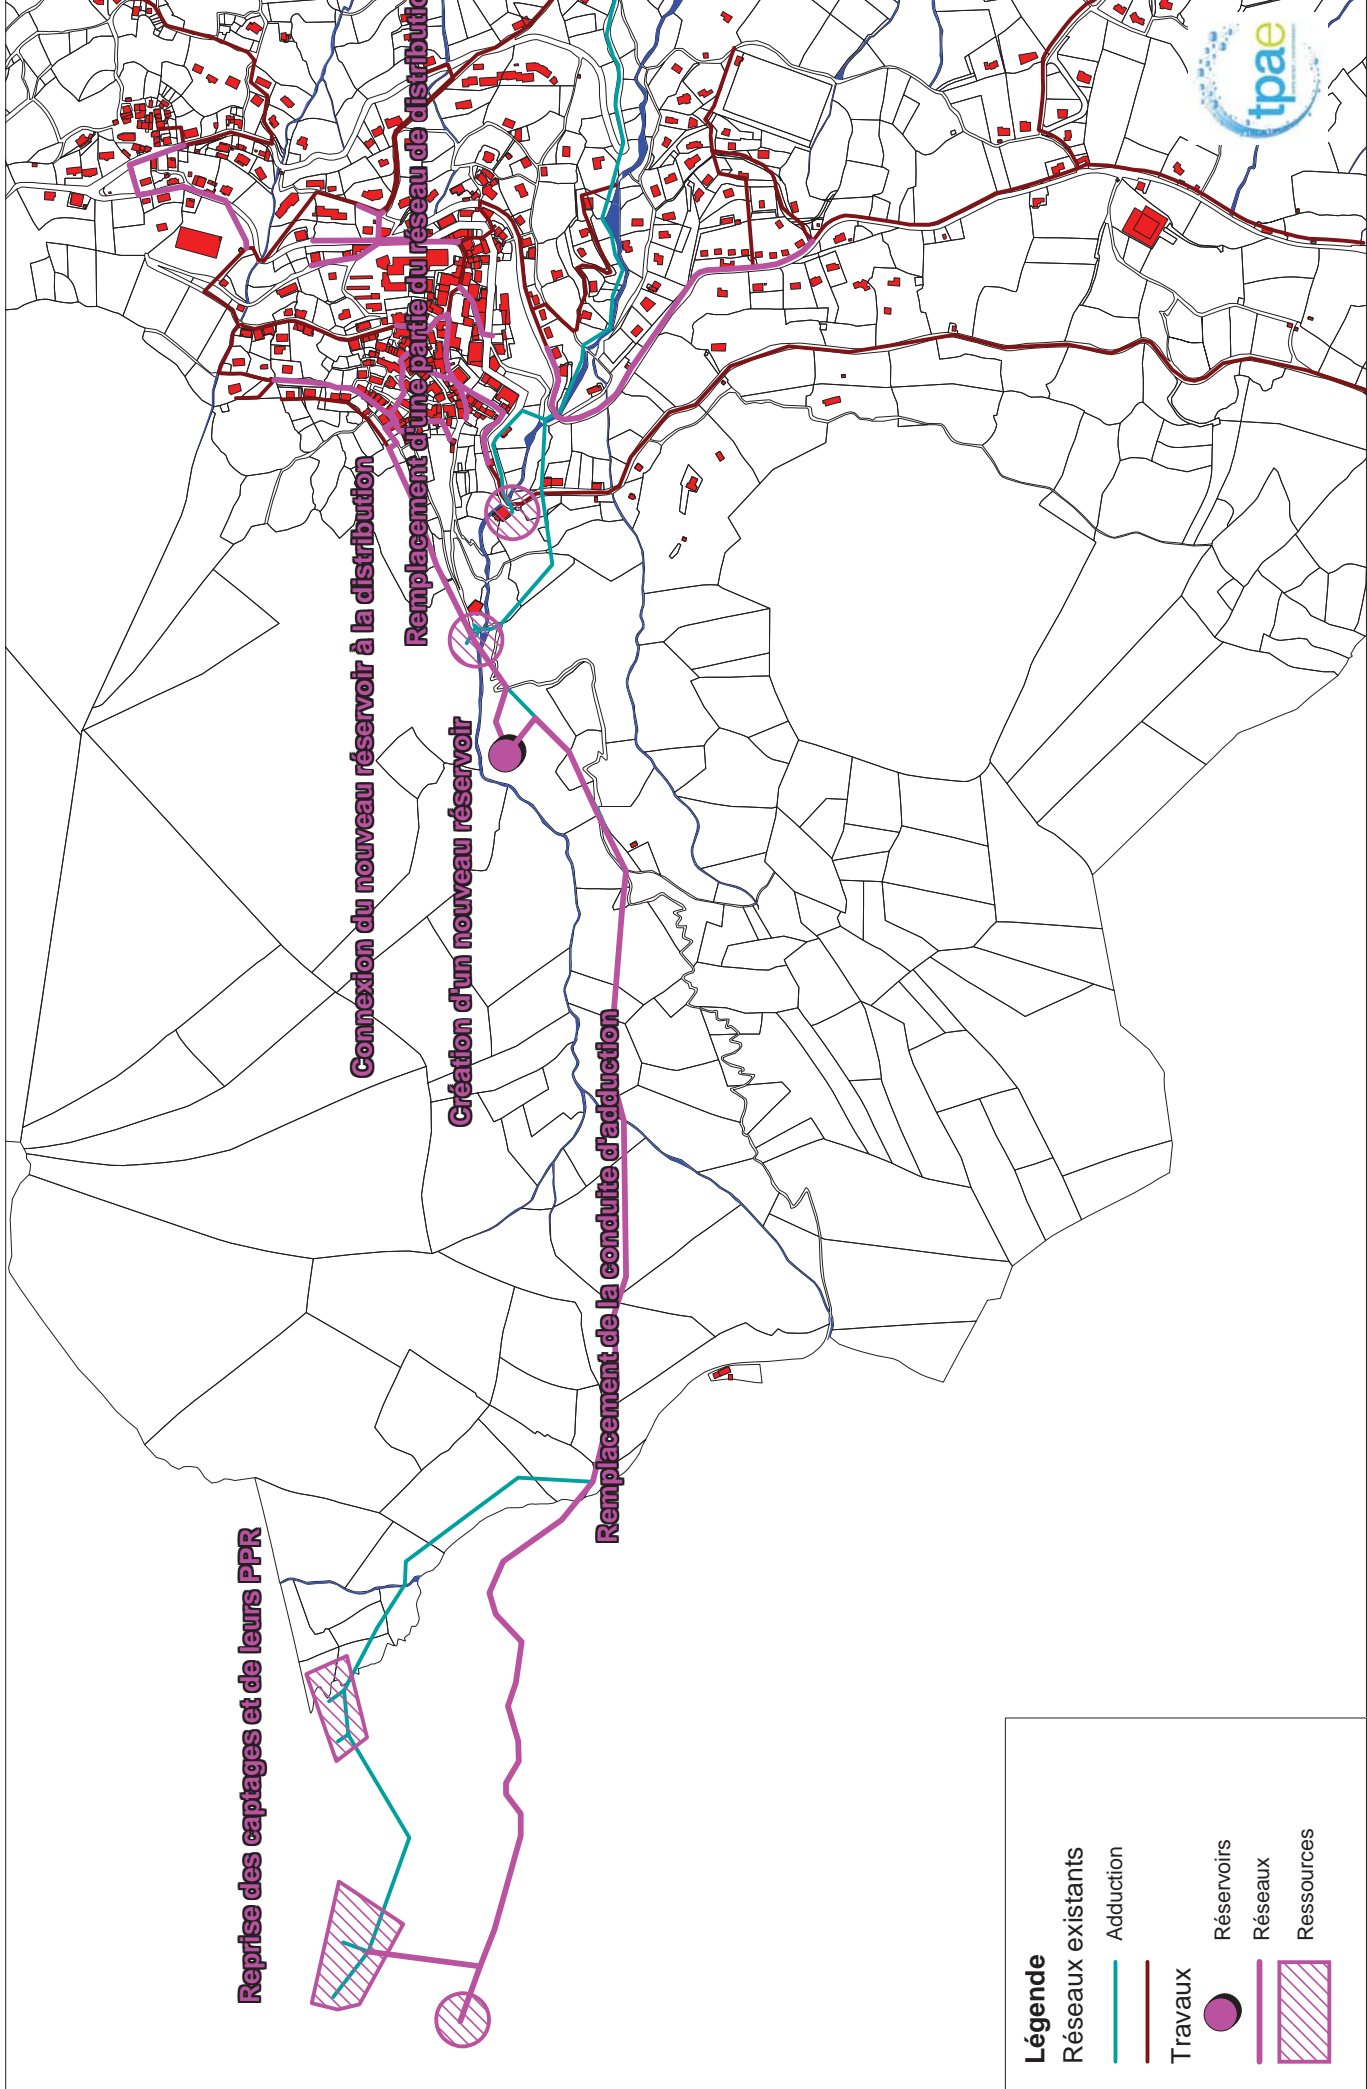 Reprise des captages et de leurs PPR
Connexion du nouveau réservoir à la distribution
Remplacement d'une partie du réseau de distributio
Création d'un nouveau réservoir
Remplacement de la conduite d'adduction
Légende
Réseaux existants
Adduction
Travaux
Réservoirs
Réseaux
Ressources
tpae